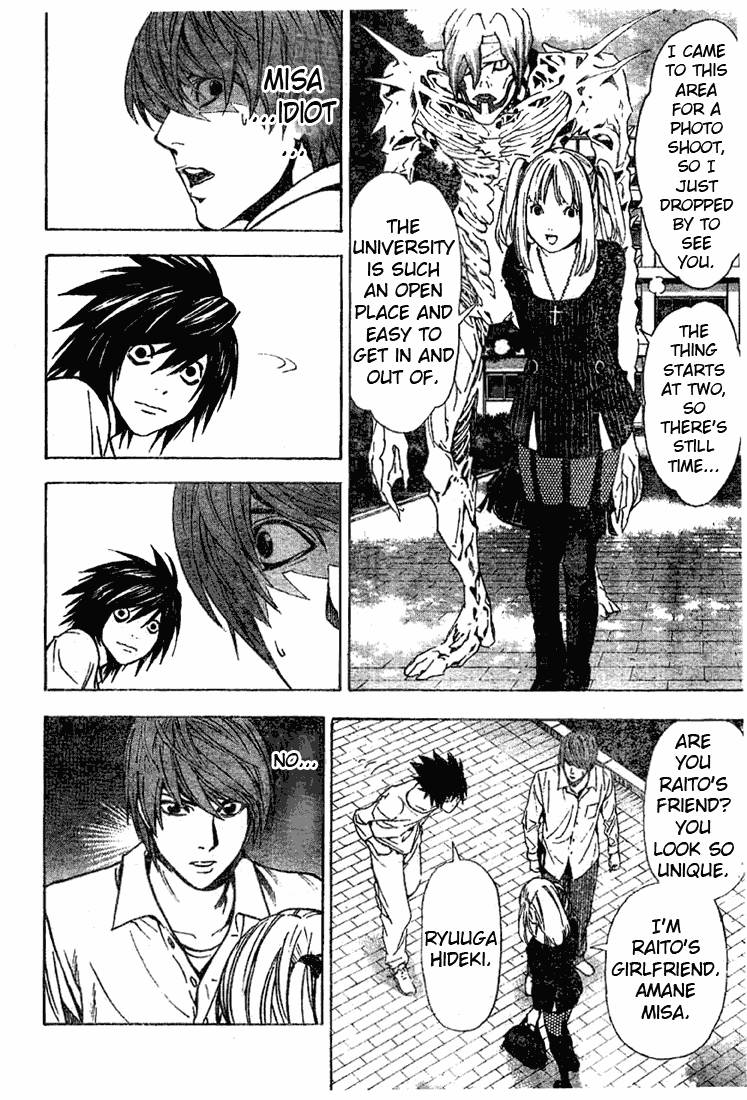 I CAME
TO THIS
AREA
FOR A
PHOTO
SHOOT,
SO I
JUST
DROPPED
BY TO
SEE
YOU.
THE
THING
STARTS
AT TWO,
SO
THERE'S
STILL
TIME...
THE
UNIVERSITY
IS SUCH
AN OPEN
PLACE AND
EASY TO
GET IN AND
OUT OF.
MISA
...IDIOT
...
ARE
YOU
RAITO'S
FRIEND?
YOU
LOOK SO
UNIQUE.
I'M
RAITO'S
GIRLFRIEND.
AMANE
MISA.
RYUUGA
HIDEKI.
NO...